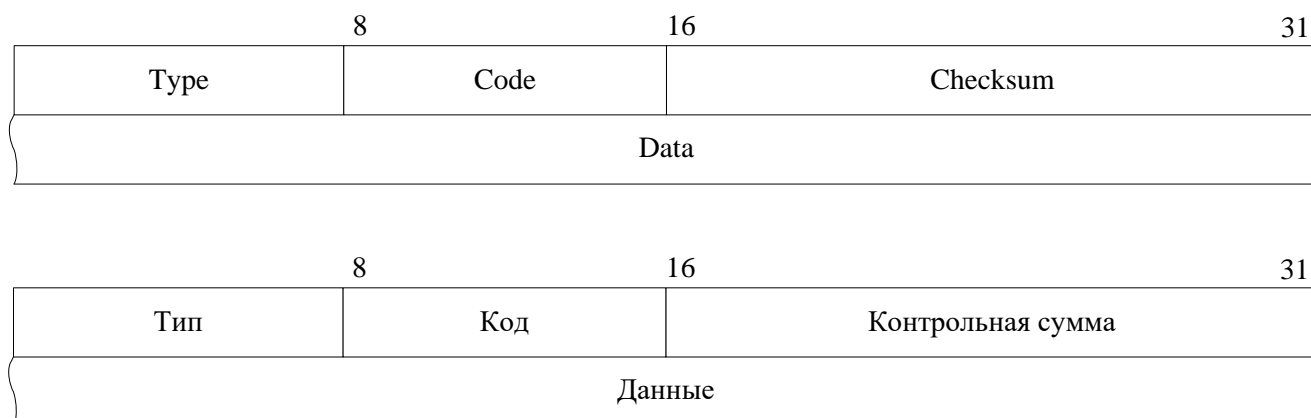 8 16 31
Type Code Checksum
Data
8 16 31
Тип Код Контрольная сумма
Данные